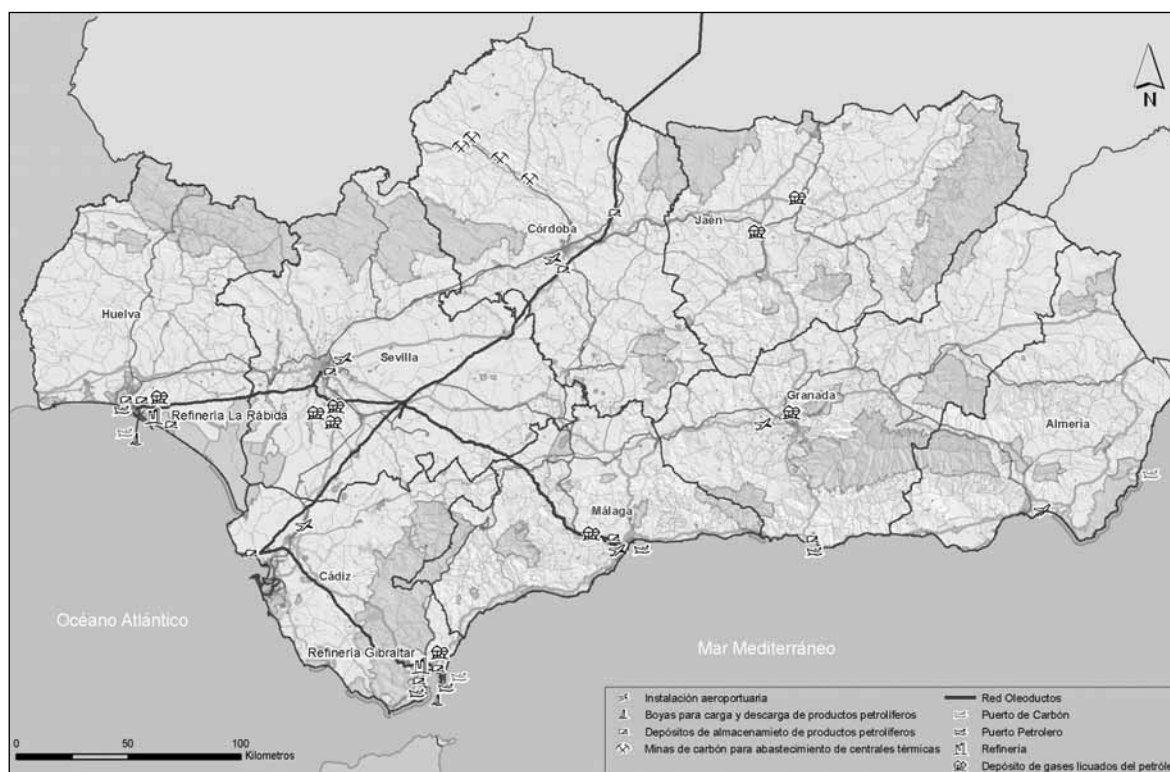 N
Córdoba
Jaén
Huelva
Sevilla
Granada
Refinería La Rábida
Almería
Málaga
Cádiz
Océano Atlántico
Refinería Gibraltar
Mar Mediterráneo
Instalación aeroportuaria
Boyas para carga y descarga de productos petrolíferos
Depósitos de almacenamieto de productos petrolíferos
Minas de carbón para abastecimiento de centrales térmicas
Red Oleoductos
Puerto de Carbón
Puerto Petrolero
Refinería
Depósito de gases licuados del petróle
0 50 100
Kilometros